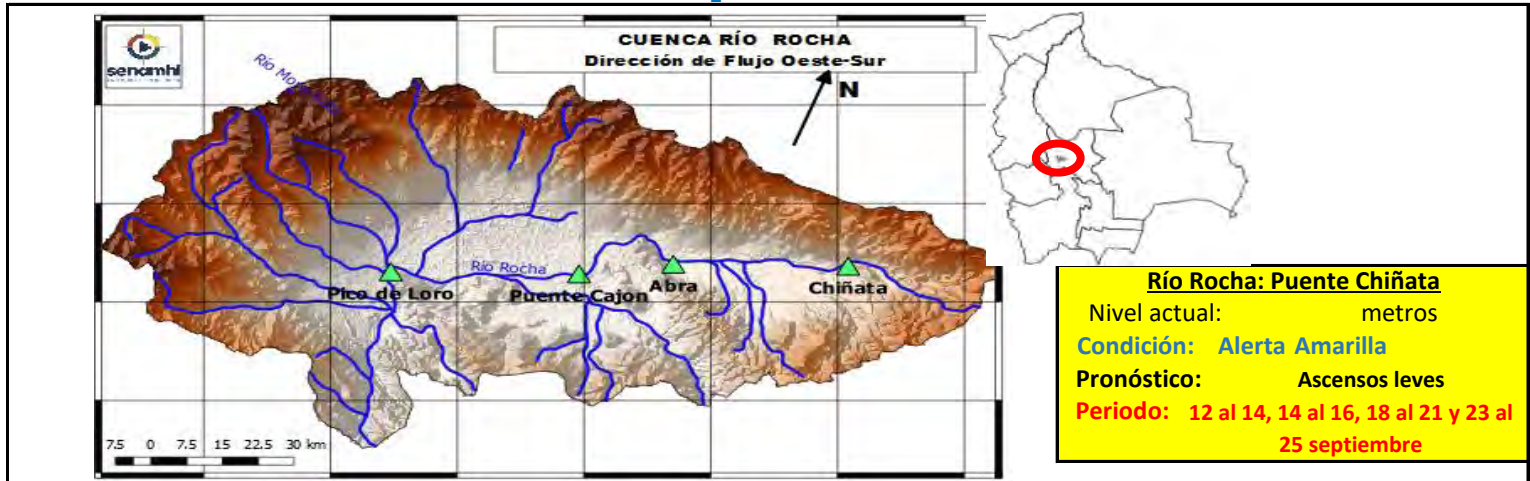 senamhi
CUENCA RÍO ROCHA
Dirección de Flujo Oeste-Sur
N
Río Rocha
Pico de Loro
Puente Cajon
Abra
Chiñata
7.5 0 7.5 15 22.5 30 km
Río Rocha: Puente Chiñata
Nivel actual: metros
Condición: Alerta Amarilla
Pronóstico: Ascensos leves
Periodo: 12 al 14, 14 al 16, 18 al 21 y 23 al
25 septiembre